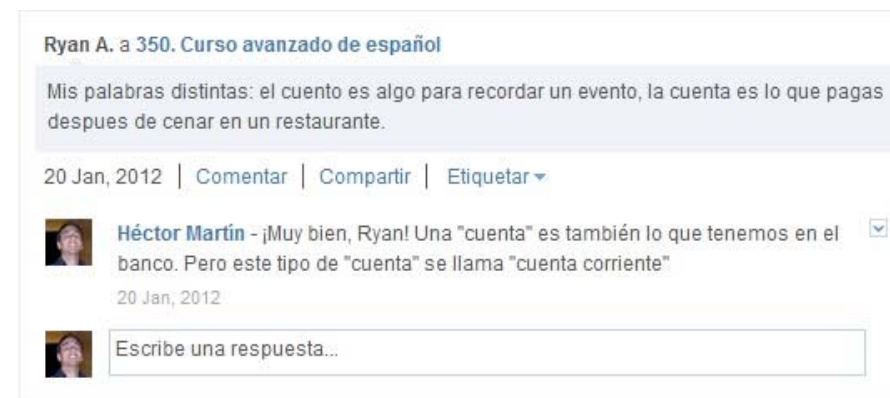 Ryan A. a 350. Curso avanzado de español
Mis palabras distintas: el cuento es algo para recordar un evento, la cuenta es lo que pagas
despues de cenar en un restaurante.
20 Jan, 2012 | Comentar | Compartir | Etiquetar
Héctor Martín - ¡Muy bien, Ryan! Una "cuenta" es también lo que tenemos en el
banco. Pero este tipo de "cuenta" se llama "cuenta corriente"
20 Jan, 2012
Escribe una respuesta...